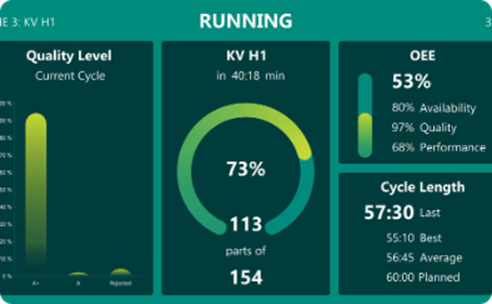 NE 3: KV H1
RUNNING
3
Quality Level
Current Cycle
A+
A
Rejected
KV H1
in 40:18 min
73%
113
parts of
154
OEE
53%
80% Availability
97% Quality
68% Performance
Cycle Length
57:30 Last
55:10 Best
56:45 Average
60:00 Planned